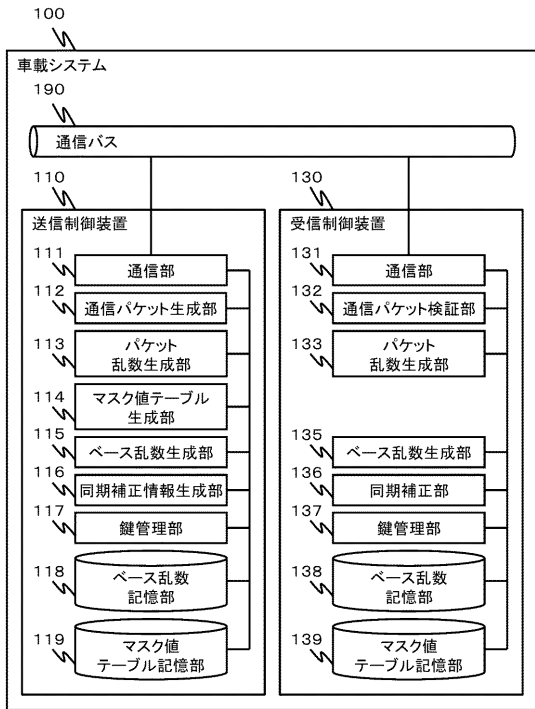 100
車載システム
190
通信バス
110
送信制御装置
111
通信部
112
通信パケット生成部
113
パケット
乱数生成部
114
マスク値テーブル
生成部
115
ベース乱数生成部
116
同期補正情報生成部
117
鍵管理部
118
ベース乱数
記憶部
119
マスク値
テーブル記憶部
130
受信制御装置
131
通信部
132
通信パケット検証部
133
パケット
乱数生成部
135
ベース乱数生成部
136
同期補正部
137
鍵管理部
138
ベース乱数
記憶部
139
マスク値
テーブル記憶部